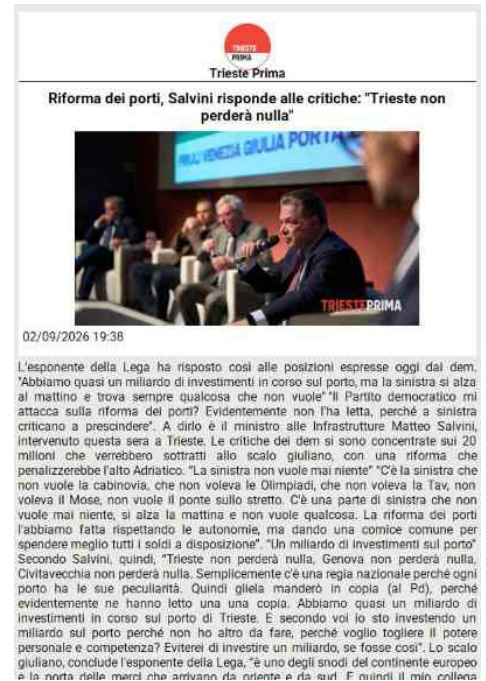 TRIESTE
PRIMA
Trieste Prima
Riforma dei porti, Salvini risponde alle critiche: "Trieste non
perderà nulla"
FRIULI VENEZIA GIULIA PORTA
TRIESTEPRIMA
02/09/2026 19:38
L'esponente della Lega ha risposto così alle posizioni espresse oggi dai dem.
"Abbiamo quasi un miliardo di investimenti in corso sul porto, ma la sinistra si alza
al mattino e trova sempre qualcosa che non vuole" "Il Partito democratico mi
attacca sulla riforma dei porti? Evidentemente non l'ha letta, perché a sinistra
criticano a prescindere". A dirlo è il ministro alle Infrastrutture Matteo Salvini,
intervenuto questa sera a Trieste. Le critiche dei dem si sono concentrate sui 20
milioni che verrebbero sottratti allo scalo giuliano, con una riforma che
penalizzerebbe l'alto Adriatico. "La sinistra non vuole mai niente" "C'è la sinistra che
non vuole la cabinovia, che non voleva le Olimpiadi, che non voleva la Tav, non
voleva il Mose, non vuole il ponte sullo stretto. C'è una parte di sinistra che non
vuole mai niente, si alza la mattina e non vuole qualcosa. La riforma dei porti
l'abbiamo fatta rispettando le autonomie, ma dando una cornice comune per
spendere meglio tutti i soldi a disposizione". "Un miliardo di investimenti sul porto"
Secondo Salvini, quindi, "Trieste non perderà nulla, Genova non perderà nulla,
Civitavecchia non perderà nulla. Semplicemente c'è una regia nazionale perché ogni
porto ha le sue peculiarità. Quindi gliela manderò in copia (al Pd), perché
evidentemente ne hanno letto una una copia. Abbiamo quasi un miliardo di
investimenti in corso sul porto di Trieste. E secondo voi io sto investendo un
miliardo sul porto perché non ho altro da fare, perché voglio togliere il potere
personale e competenza? Eviterei di investire un miliardo, se fosse così". Lo scalo
giuliano, conclude l'esponente della Lega, "è uno degli snodi del continente europeo
e la porta delle merci che arrivano da oriente e da sud. E quindi il mio collega